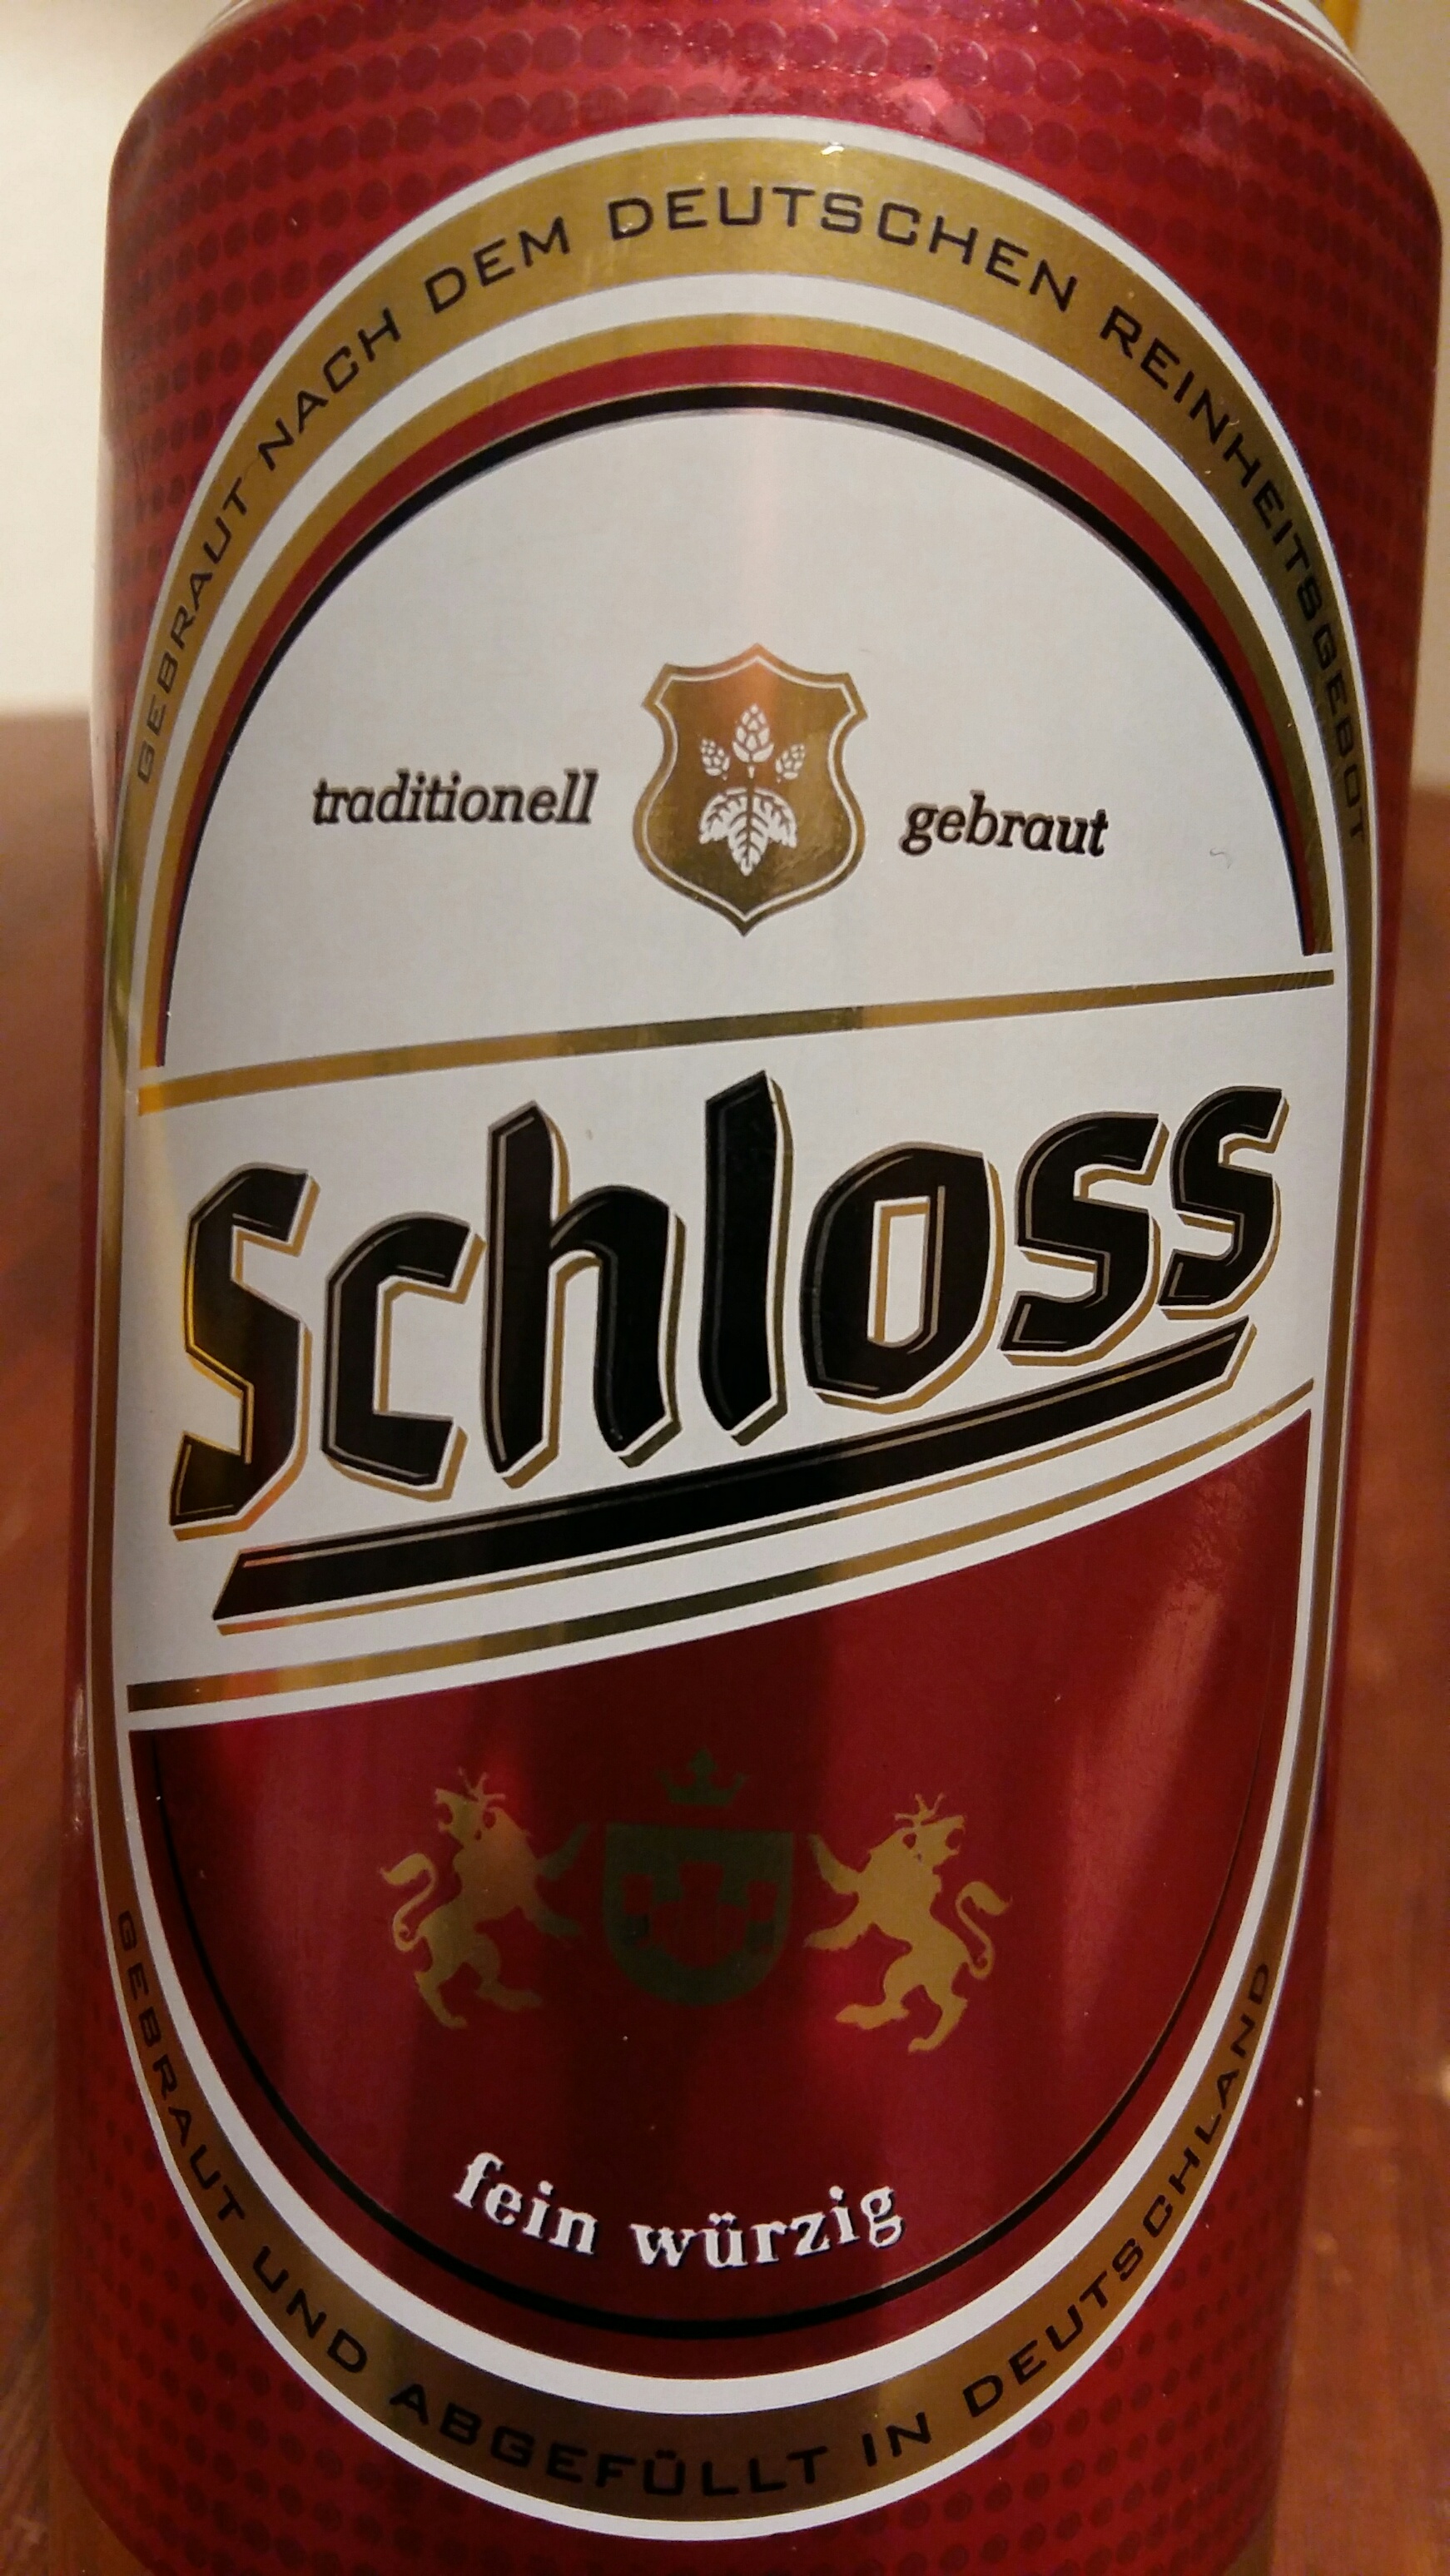 GEBRAUT NACH DEM DEUTSCHEN REINHEITSGEBOT
traditionell gebraut
Schloss
fein würzig
GEBRAUT UND ABGEFÜLLT IN DEUTSCHLAND